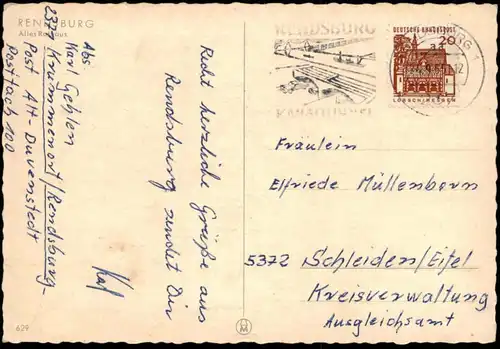 RENDSBURG
Altes Rathaus
Abs.
Karl Gehlen
2371 Krummenort/Rendsburg-
Post Alt Duvenstedt
Postfach 100
Recht herzliche Grüße aus
Rendsburg sendet Dir
Karl
629
RENDSBURG
KANALTUNNEL
DEUTSCHE BUNDESPOST
20
LORSCH/HESSEN
Fräulein
Elfriede Müllenborn
5372 Schleiden/Eifel
Kreisverwaltung
Ausgleichsamt